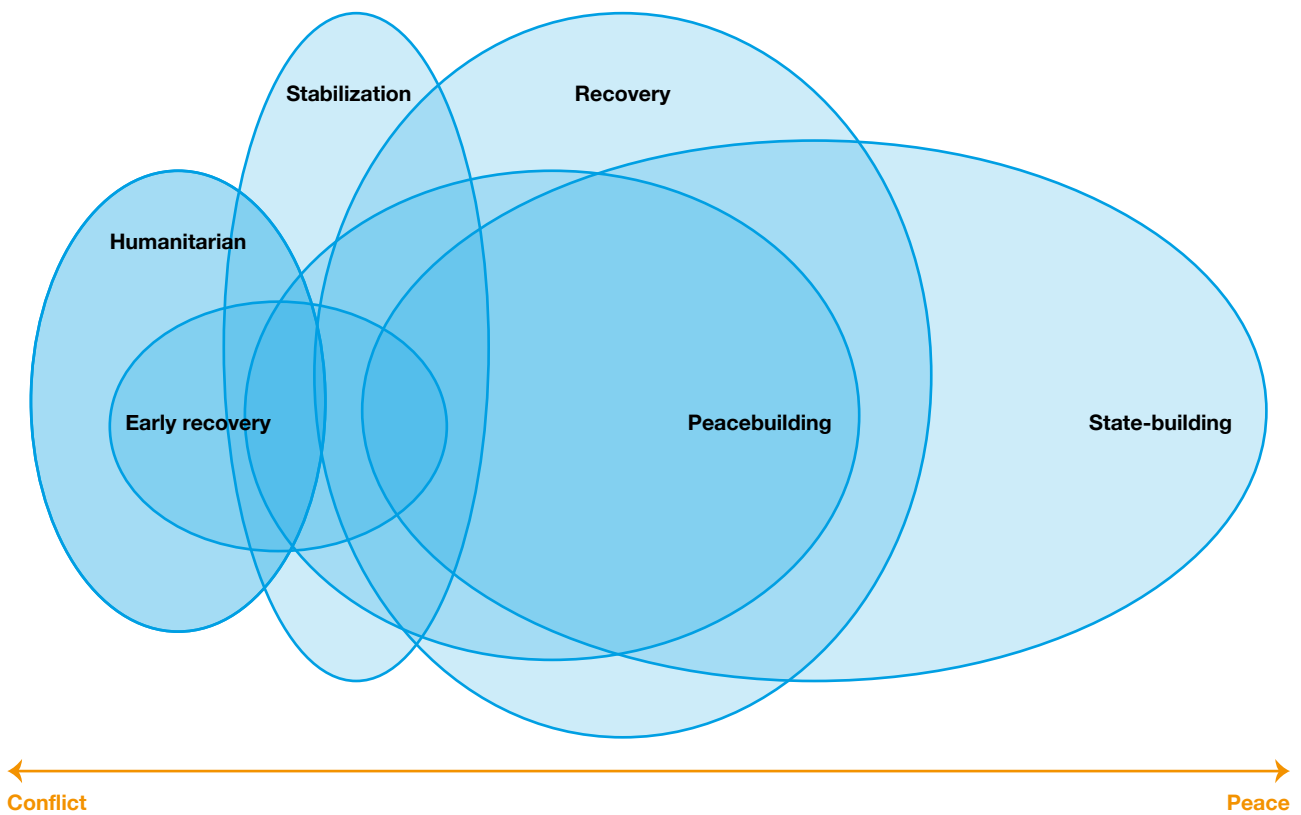 Stabilization
Recovery
Humanitarian
Early recovery
Peacebuilding
State-building
Conflict
Peace